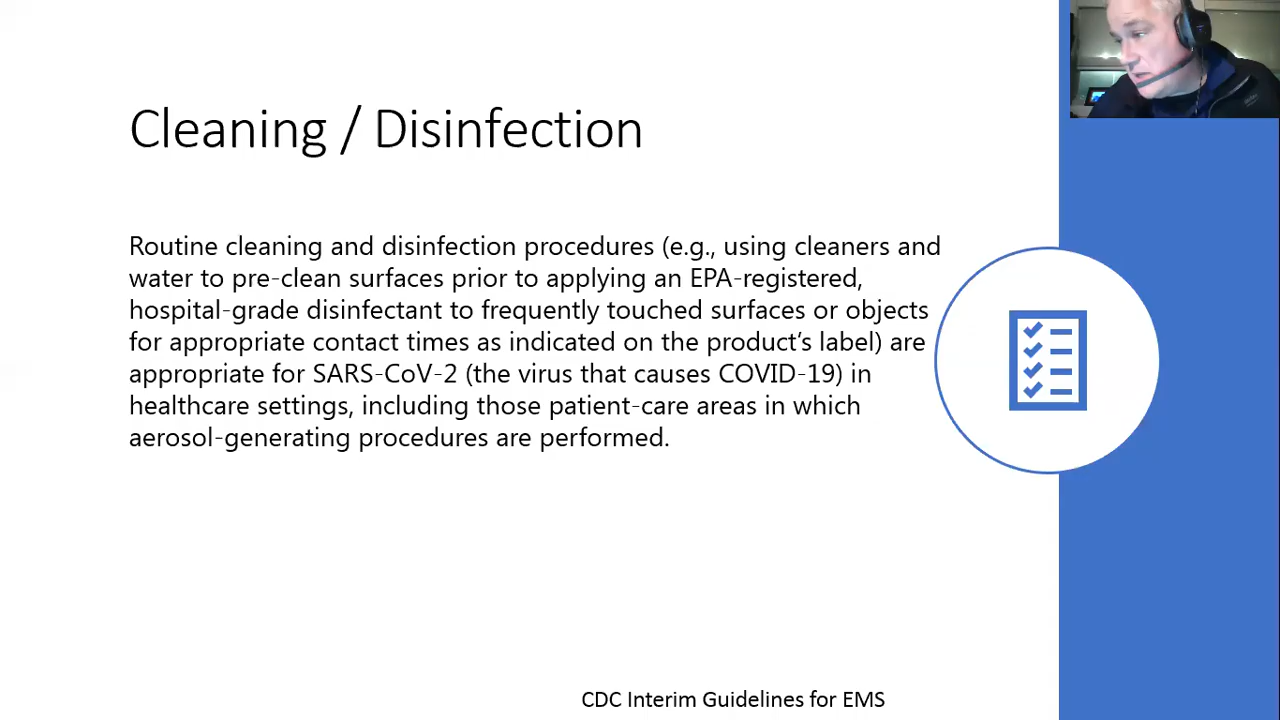 Cleaning / Disinfection
Routine cleaning and disinfection procedures (e.g., using cleaners and
water to pre-clean surfaces prior to applying an EPA-registered,
hospital-grade disinfectant to frequently touched surfaces or objects
for appropriate contact times as indicated on the product’s label) are
appropriate for SARS-CoV-2 (the virus that causes COVID-19) in
healthcare settings, including those patient-care areas in which
aerosol-generating procedures are performed.
CDC Interim Guidelines for EMS